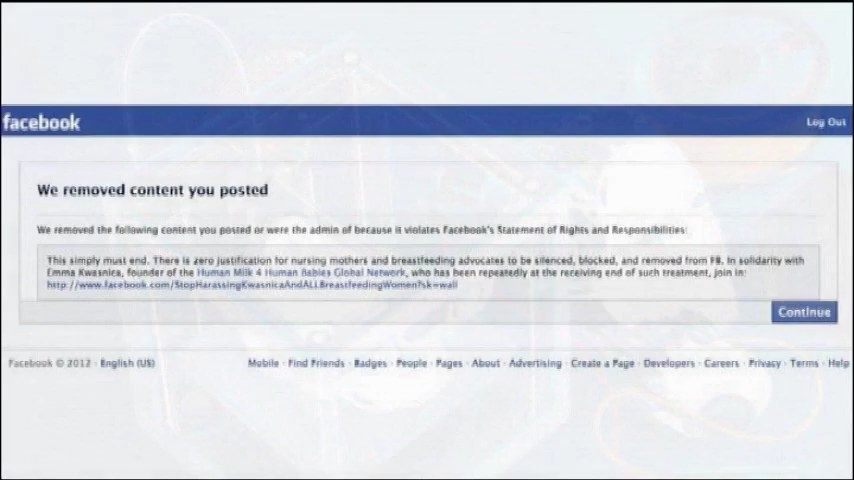 facebook
Log Out
We removed content you posted
We removed the following content you posted or were the admin of because it violates Facebook's Statement of Rights and Responsibilities:
This simply must end. There is zero justification for nursing mothers and breastfeeding advocates to be silenced, blocked, and removed from FB. In solidarity with
Emma Kwasnica, founder of the Human Milk 4 Human Babies Global Network, who has been repeatedly at the receiving end of such treatment, join in:
http://www.facebook.com/StopHarassingKwasnicaAndALLBreastfeedingWomen?sk=wall
Continue
Facebook © 2012 · English (US)
Mobile · Find Friends · Badges · People · Pages · About · Advertising · Create a Page · Developers · Careers · Privacy · Terms · Help